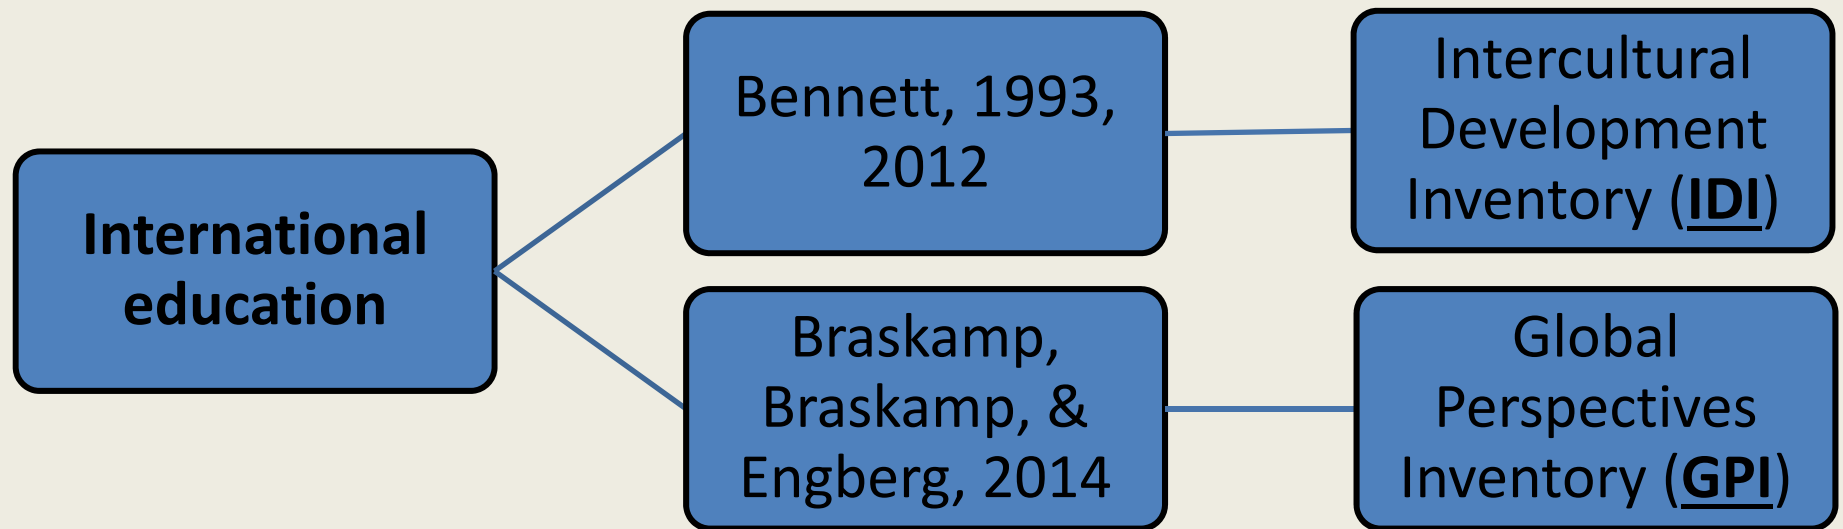 International
education
Bennett, 1993,
2012
Intercultural
Development
Inventory (IDI)
Braskamp,
Braskamp, &
Engberg, 2014
Global
Perspectives
Inventory (GPI)